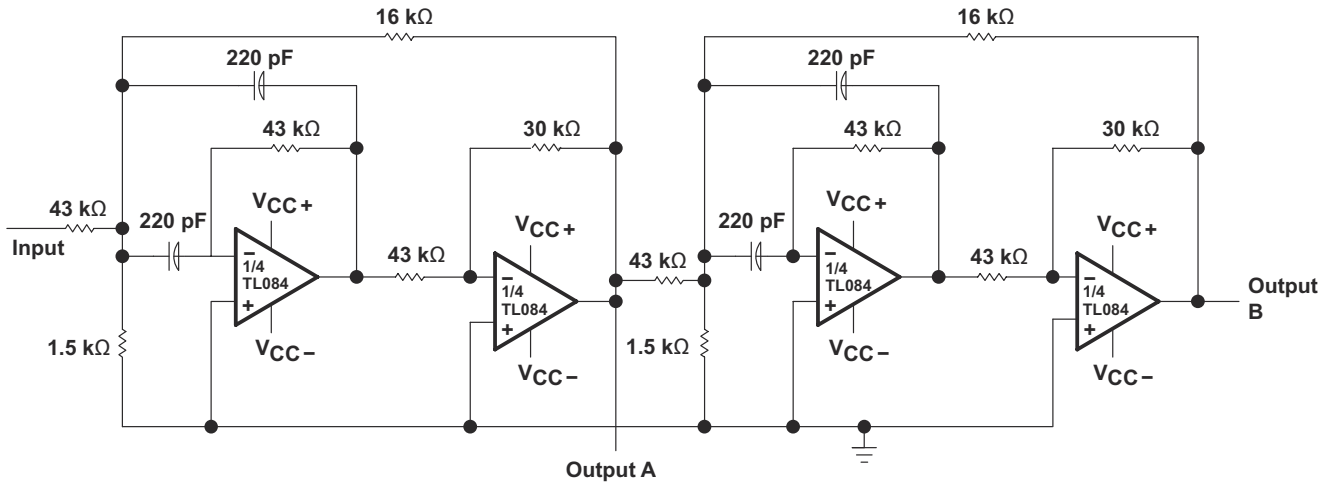 16 kΩ
16 kΩ
220 pF
220 pF
43 kΩ
30 kΩ
43 kΩ
30 kΩ
43 kΩ
Input
220 pF
VCC+
−
1/4
TL084
+
VCC−
1.5 kΩ
43 kΩ
VCC+
−
1/4
TL084
+
VCC−
43 kΩ
220 pF
VCC+
−
1/4
TL084
+
VCC−
1.5 kΩ
43 kΩ
VCC+
−
1/4
TL084
+
VCC−
Output
B
Output A